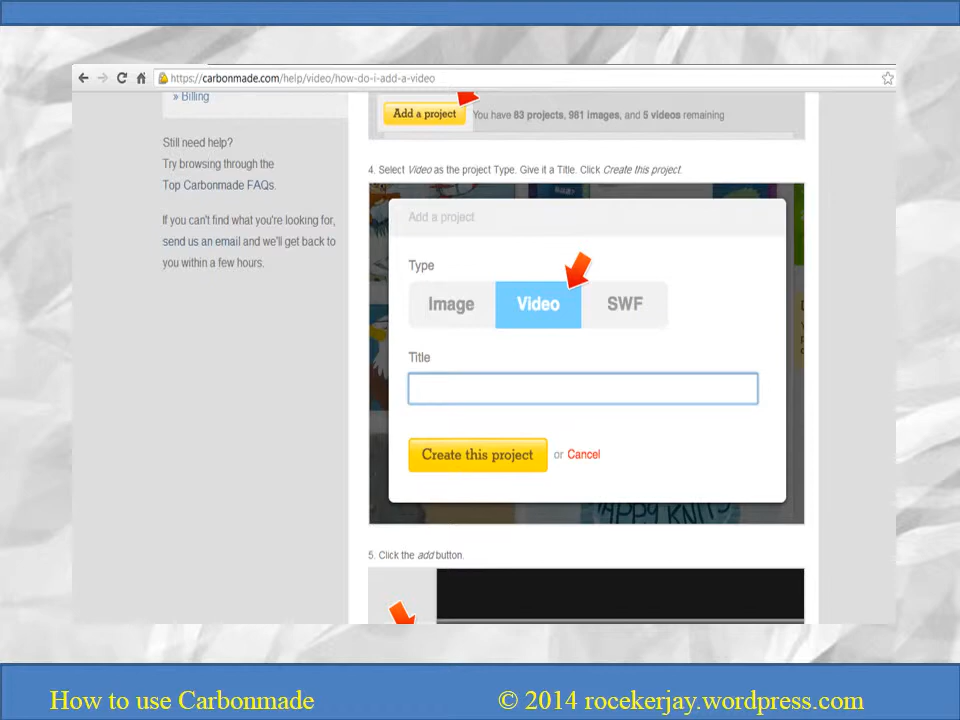 https://carbonmade.com/help/video/how-do-i-add-a-video
» Billing
Still need help?
Try browsing through the
Top Carbonmade FAQs.
If you can't find what you're looking for,
send us an email and we'll get back to
you within a few hours.
Add a project
You have 83 projects, 981 images, and 5 videos remaining
4. Select Video as the project Type. Give it a Title. Click Create this project.
Add a project
Type
Image
Video
SWF
Title
Create this project
or Cancel
HAPPY KNITS
5. Click the add button.
How to use Carbonmade
© 2014 rocekerjay.wordpress.com